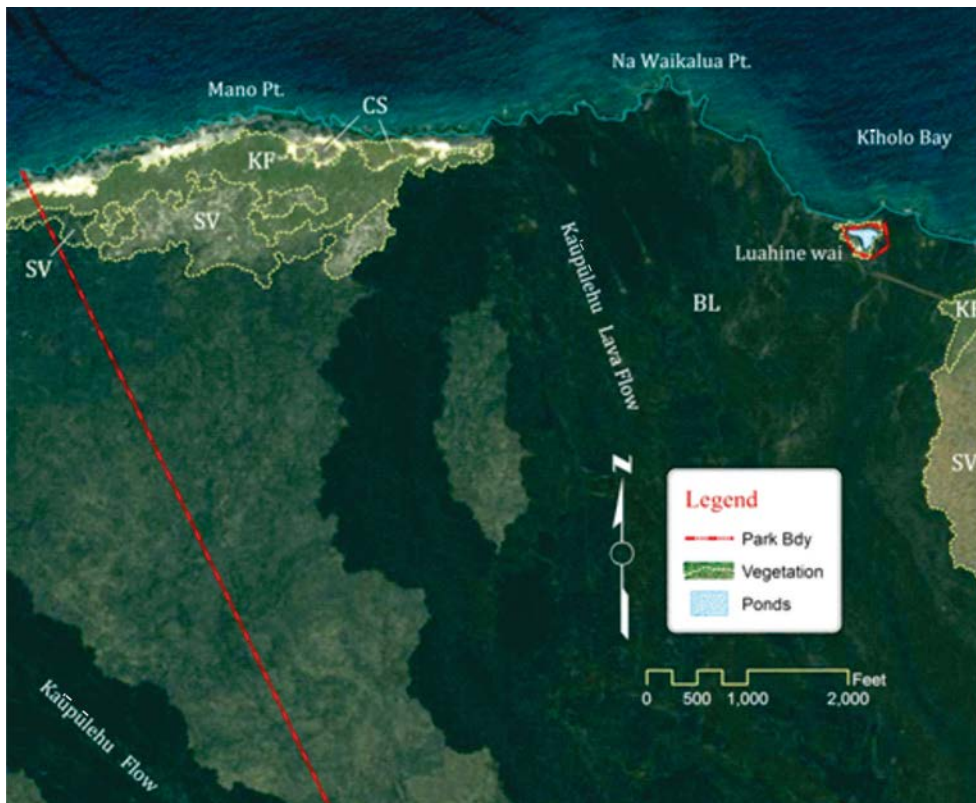 Na Waikalua Pt.
Mano Pt.
CS
Kīholo Bay
KF
SV
SV
Luahine wai
Kaūpūlehu Lava Flow
BL
KF
SV
N
Legend
Park Bdy
Vegetation
Ponds
Feet
0 500 1,000 2,000
Kaūpūlehu Flow